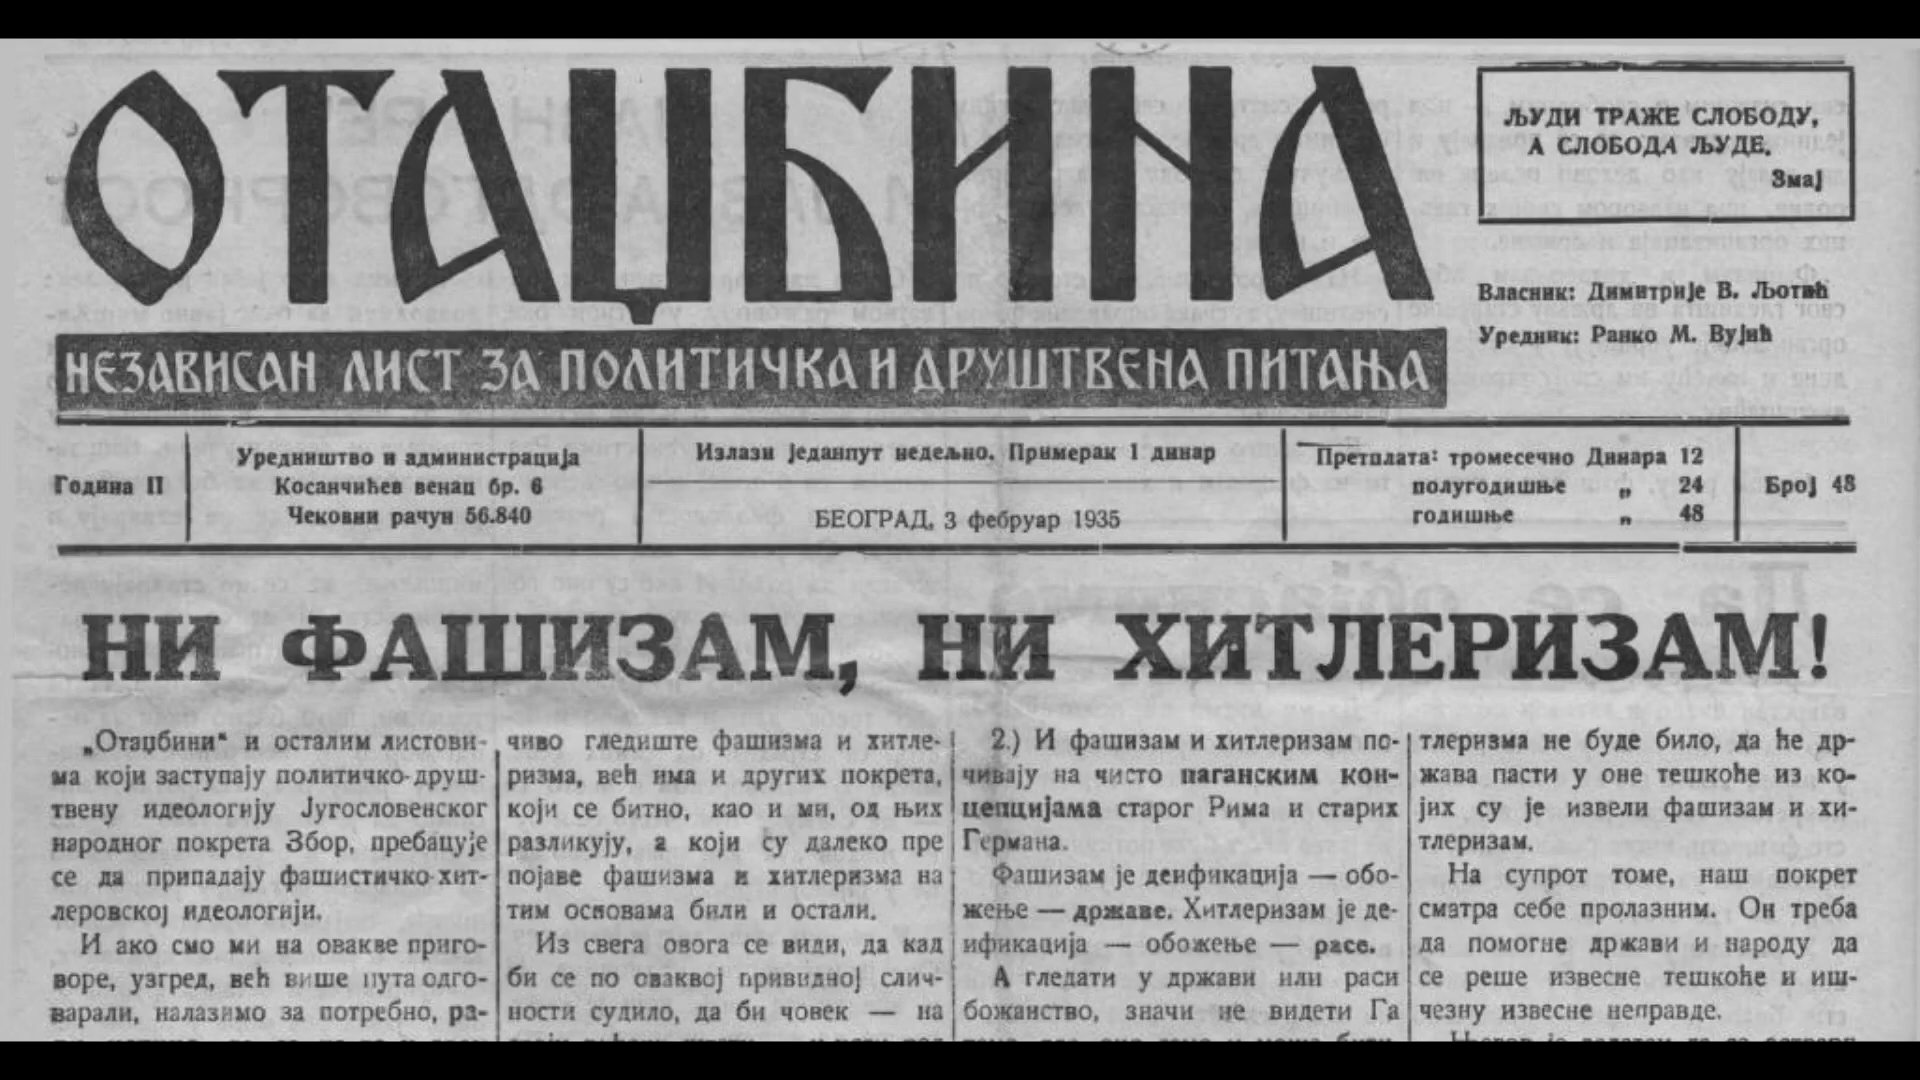 ОТАЏБИНА
НЕЗАВИСАН ЛИСТ ЗА ПОЛИТИЧКА И ДРУШТВЕНА ПИТАЊА
ЉУДИ ТРАЖЕ СЛОБОДУ,
А СЛОБОДА ЉУДЕ.
Змај
Власник: Димитрије В. Љотић
Уредник: Ранко М. Вујић
Година II
Уредништво и администрација
Косанчићев венац бр. 6
Чековни рачун 56.840
Излази једанпут недељно. Примерак 1 динар
БЕОГРАД, 3 фебруар 1935
Претплата: тромесечно Динара 12
полугодишње „ 24
годишње „ 48
Број 48
НИ ФАШИЗАМ, НИ ХИТЛЕРИЗАМ!
„Отаџбини“ и осталим листови-
ма који заступају политичко-друш-
твену идеологију Југословенског
народног покрета Збор, пребацује
се да припадају фашистичко-хит-
леровској идеологији.
И ако смо ми на овакве приго-
воре, узгред, већ више пута одго-
варали, налазимо за потребно, ра-
чиво гледиште фашизма и хитле-
ризма, већ има и других покрета,
који се битно, као и ми, од њих
разликују, а који су далеко пре
појаве фашизма и хитлеризма на
тим основама били и остали.
Из свега овога се види, да кад
би се по оваквој привидној слич-
ности судило, да би човек — на
2.) И фашизам и хитлеризам по-
чивају на чисто паганским кон-
цепцијама старог Рима и старих
Германа.
Фашизам је деификација — обо-
жење — државе. Хитлеризам је де-
ификација — обожење — расе.
А гледати у држави или раси
божанство, значи не видети Га
тлеризма не буде било, да ће др-
жава пасти у оне тешкоће из ко-
јих су је извели фашизам и хи-
тлеризам.
На супрот томе, наш покрет
сматра себе пролазним. Он треба
да помогне држави и народу да
се реше извесне тешкоће и иш-
чезну извесне неправде.